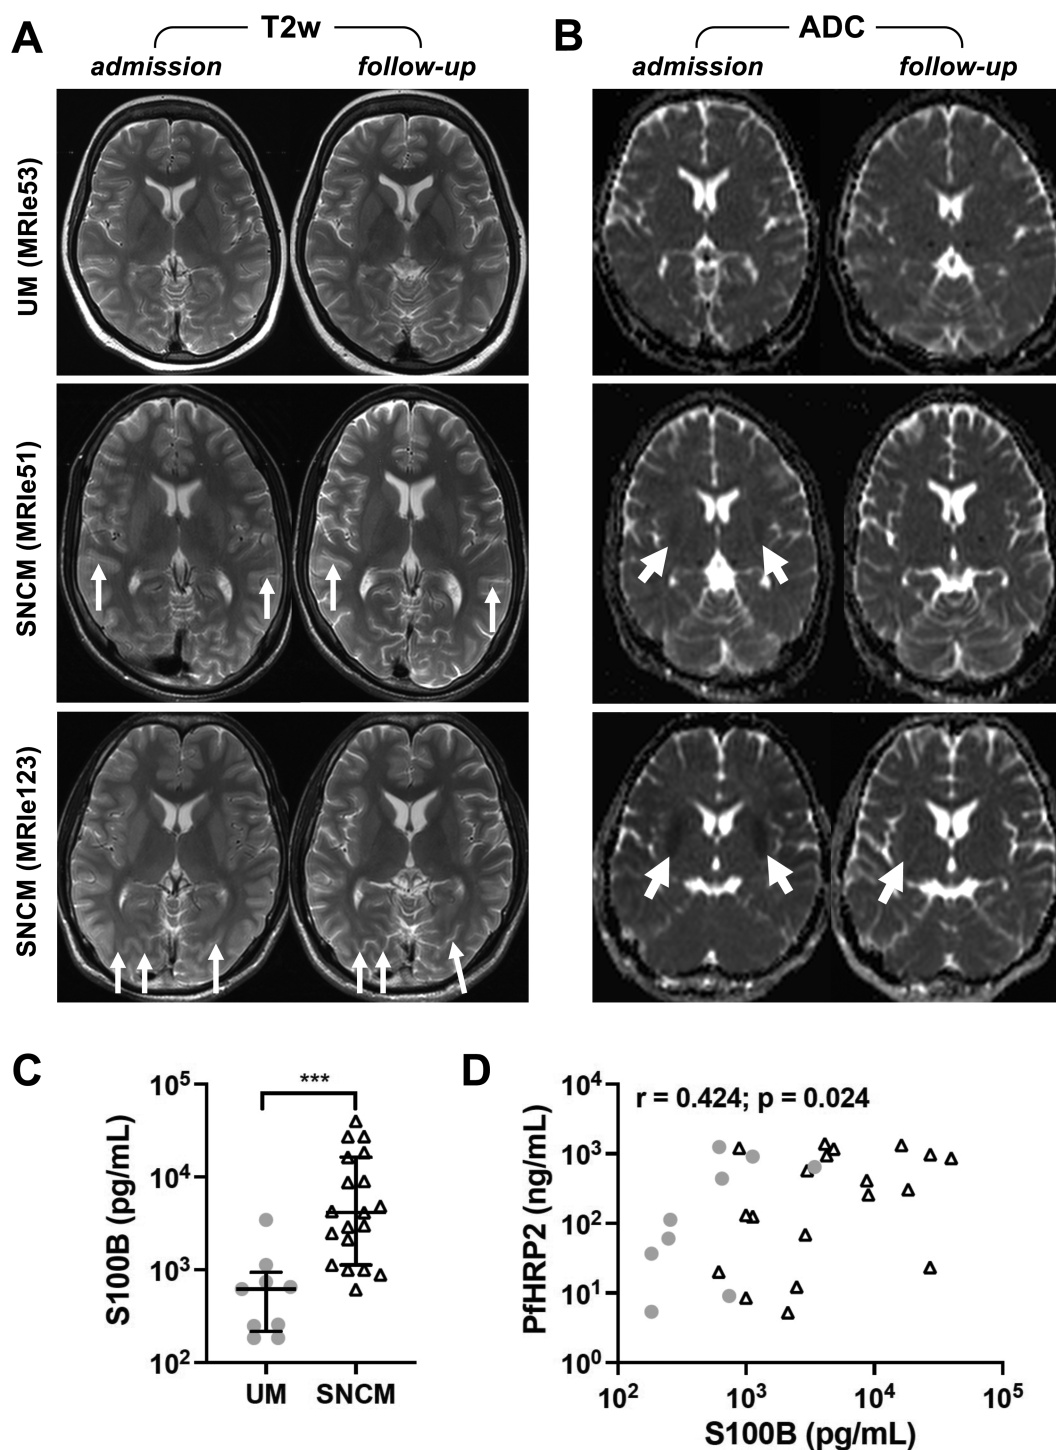 A
T2w
admission
follow-up
B
ADC
admission
follow-up
UM (MRIe53)
SNCM (MRIe51)
SNCM (MRIe123)
C
S100B (pg/mL)
10⁵
10⁴
10³
10²
***
UM
SNCM
D
PfHRP2 (ng/mL)
10⁴
10³
10²
10¹
10⁰
r = 0.424; p = 0.024
10²
10³
10⁴
10⁵
S100B (pg/mL)